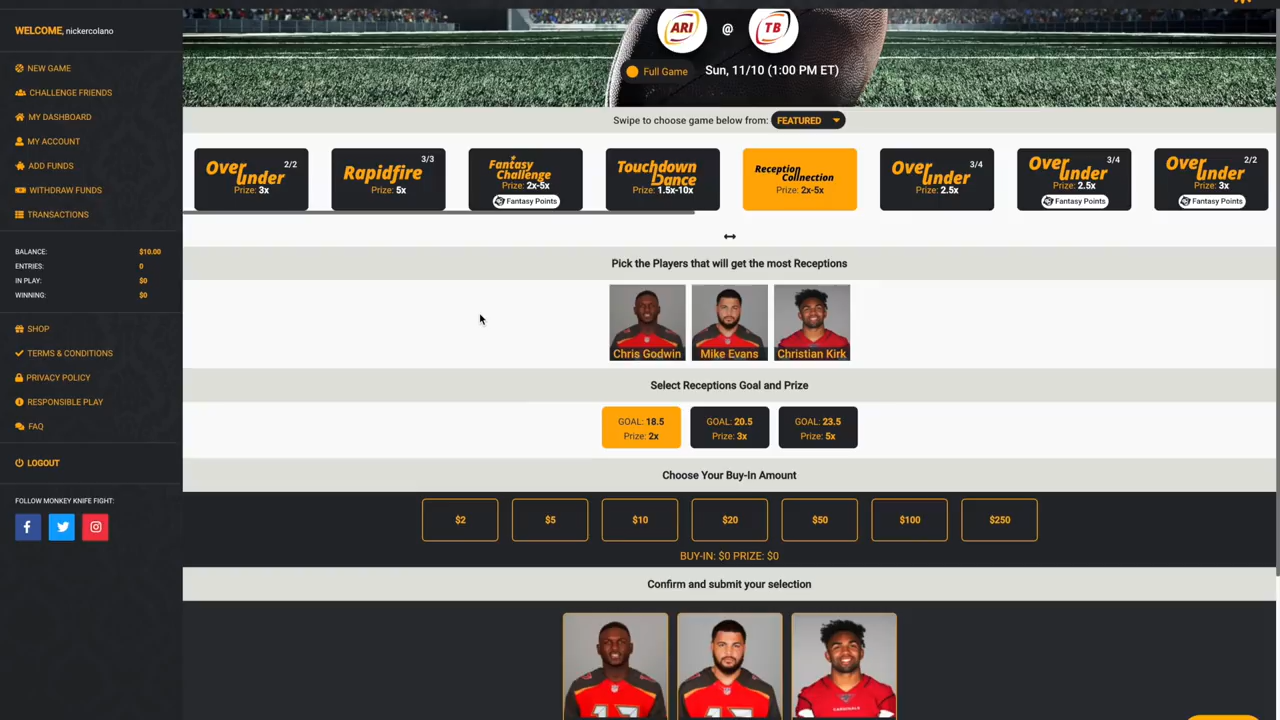 WELCOME, nickercolano
NEW GAME
CHALLENGE FRIENDS
MY DASHBOARD
MY ACCOUNT
ADD FUNDS
WITHDRAW FUNDS
TRANSACTIONS
BALANCE: $10.00
ENTRIES: 0
IN PLAY: $0
WINNING: $0
SHOP
TERMS & CONDITIONS
PRIVACY POLICY
RESPONSIBLE PLAY
FAQ
LOGOUT
FOLLOW MONKEY KNIFE FIGHT:
ARI @ TB
Full Game Sun, 11/10 (1:00 PM ET)
Swipe to choose game below from: FEATURED
Over Under 2/2
Prize: 3x
Rapidfire 3/3
Prize: 5x
Fantasy Challenge
Prize: 2x-5x
Fantasy Points
Touchdown Dance
Prize: 1.5x-10x
Reception Connection
Prize: 2x-5x
Over Under 3/4
Prize: 2.5x
Over Under 3/4
Prize: 2.5x
Fantasy Points
Over Under 2/2
Prize: 3x
Fantasy Points
Pick the Players that will get the most Receptions
Chris Godwin Mike Evans Christian Kirk
Select Receptions Goal and Prize
GOAL: 18.5 GOAL: 20.5 GOAL: 23.5
Prize: 2x Prize: 3x Prize: 5x
Choose Your Buy-In Amount
$2 $5 $10 $20 $50 $100 $250
BUY-IN: $0 PRIZE: $0
Confirm and submit your selection
CARDINALS